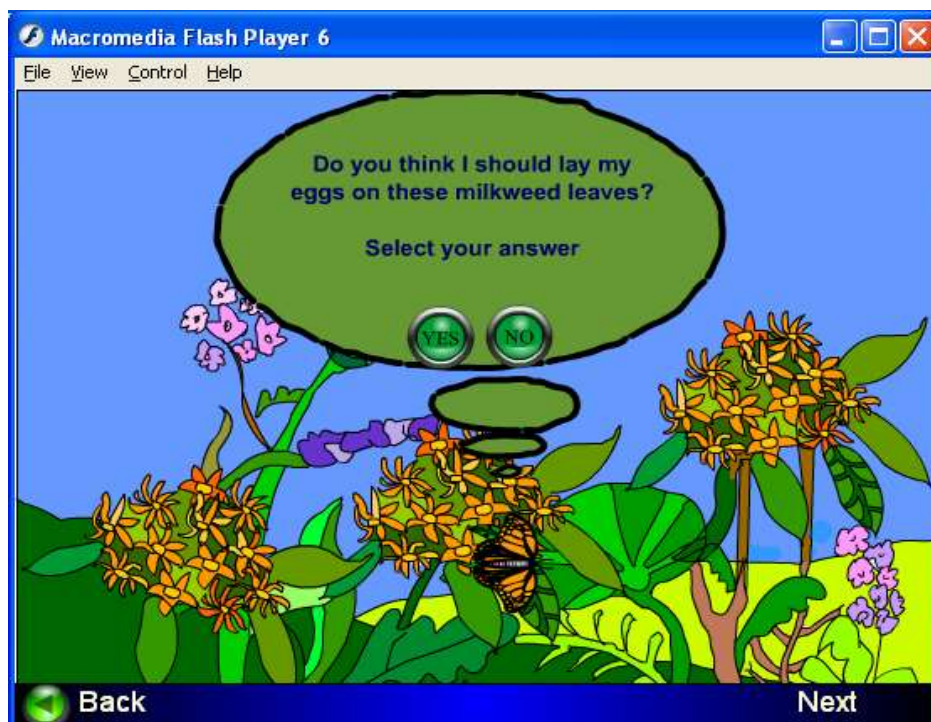 Macromedia Flash Player 6
File View Control Help
Do you think I should lay my
eggs on these milkweed leaves?
Select your answer
YES NO
Back Next